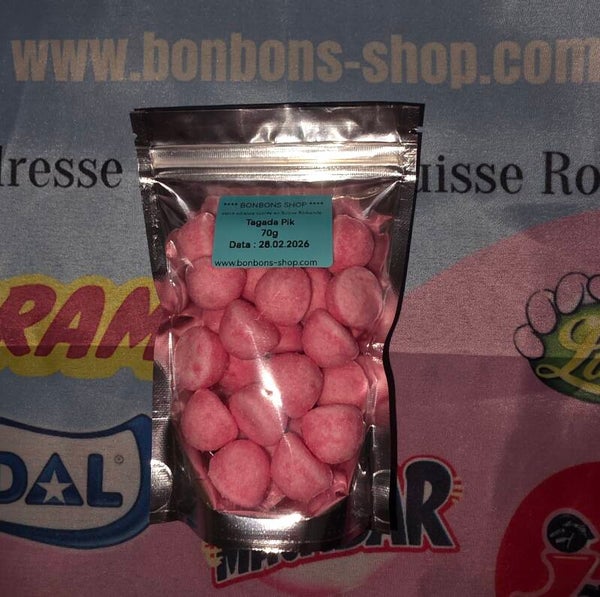 www.bonbons-shop.com
dresse
uisse Ro
**** BONBONS SHOP ****
Tagada Pik
70g
Data : 28.02.2026
www.bonbons-shop.com
RAM
DAL®
BAR